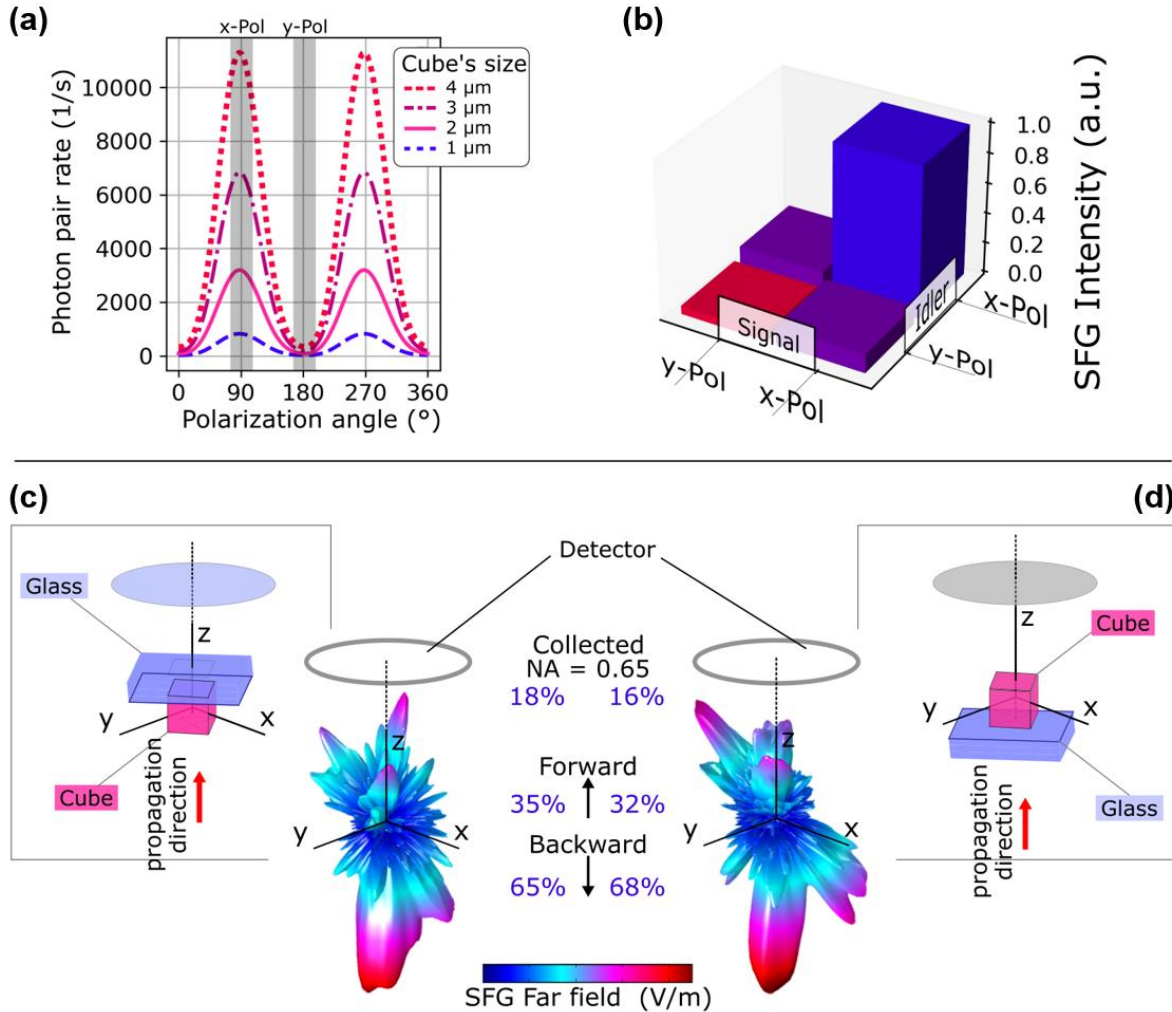 (a)
x-Pol y-Pol
Photon pair rate (1/s)
10000
8000
6000
4000
2000
0
0 90 180 270 360
Polarization angle (°)
Cube's size
4 μm
3 μm
2 μm
1 μm
(b)
SFG Intensity (a.u.)
1.0
0.8
0.6
0.4
0.2
0.0
Signal
y-Pol
x-Pol
Idler
x-Pol
y-Pol
(c)
Glass
z
y x
Cube
propagation
direction
Detector
Collected
NA = 0.65
18% 16%
Forward
35% 32%
Backward
65% 68%
z
y x
z
y x
SFG Far field (V/m)
(d)
Cube
z
y x
Glass
propagation
direction